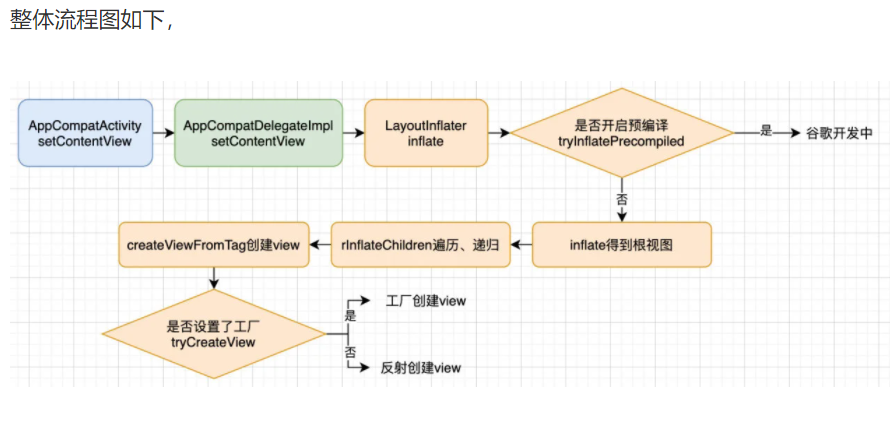 整体流程图如下，
AppCompatActivity
setContentView
AppCompatDelegateImpl
setContentView
LayoutInflater
inflate
是否开启预编译
tryInflatePrecompiled
是
谷歌开发中
否
inflate得到根视图
rInflateChildren遍历、递归
createViewFromTag创建view
是否设置了工厂
tryCreateView
是
工厂创建view
否
反射创建view